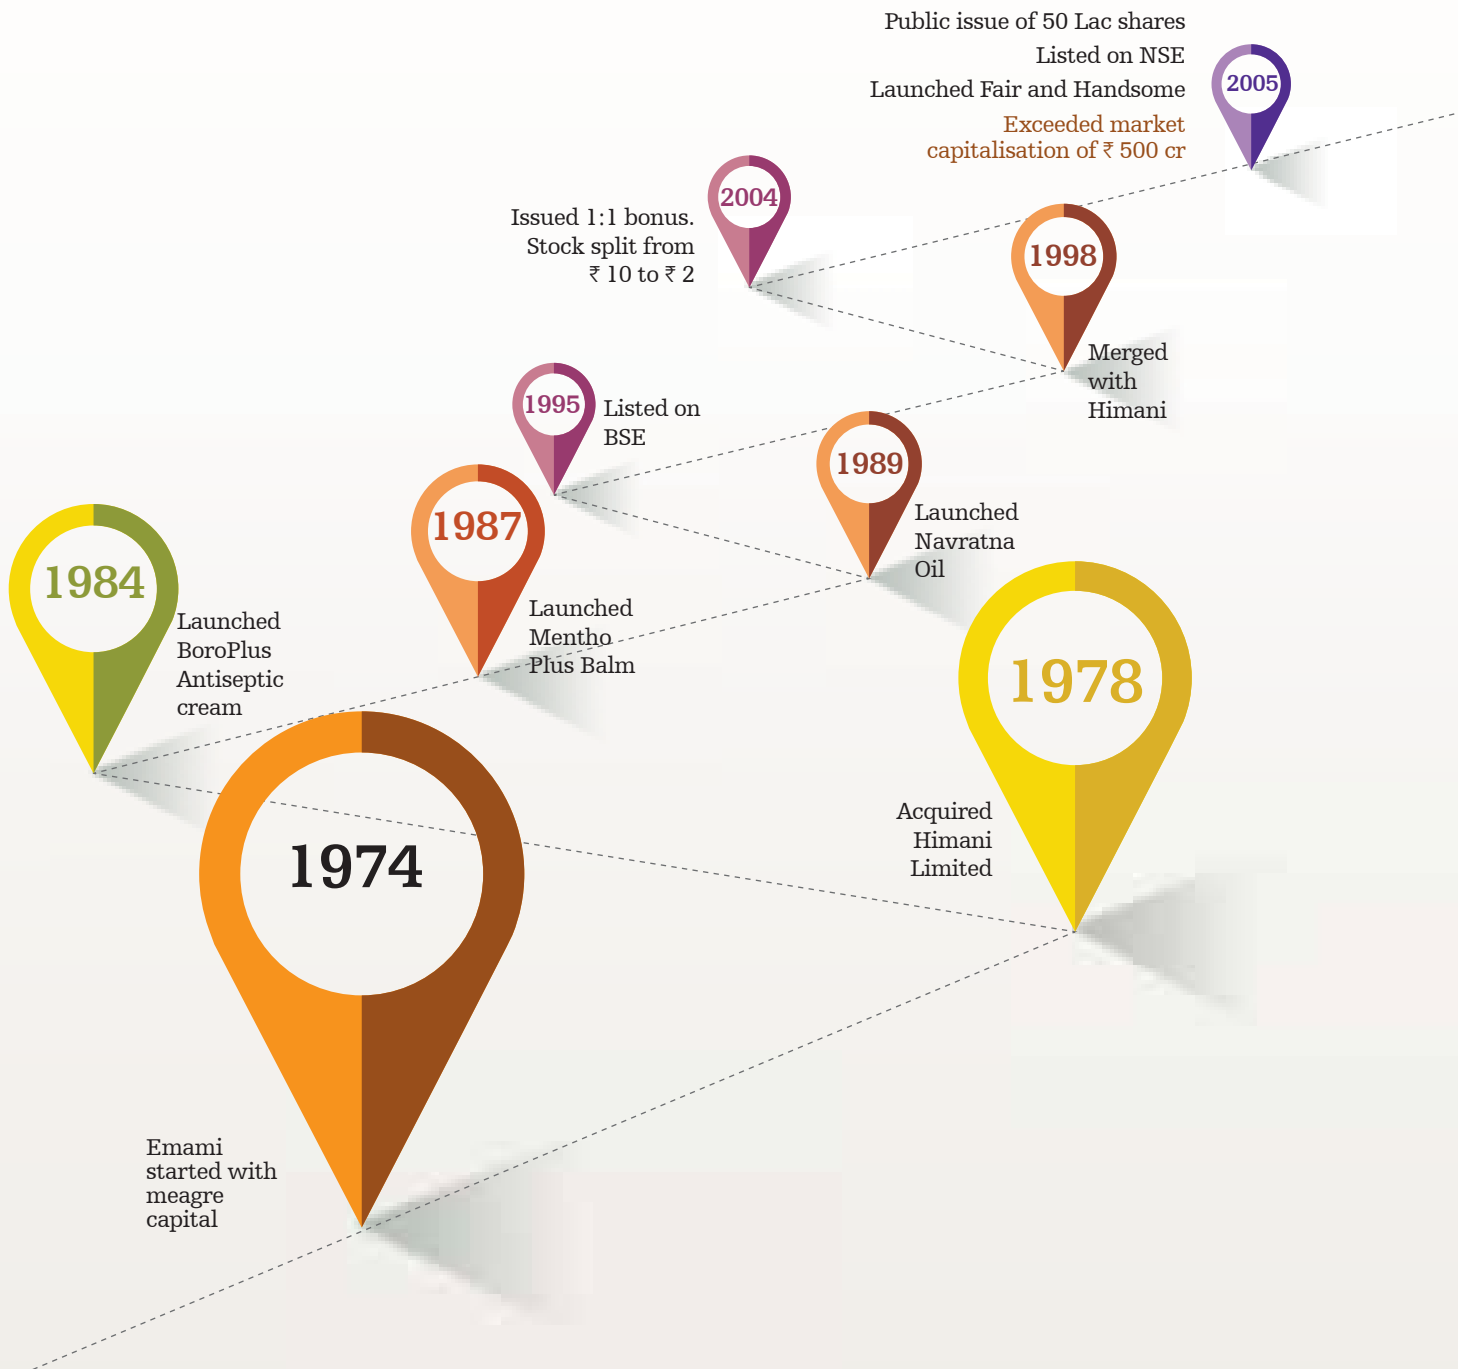 Public issue of 50 Lac shares
Listed on NSE
Launched Fair and Handsome
Exceeded market
capitalisation of ₹ 500 cr
2005
2004
Issued 1:1 bonus.
Stock split from
₹ 10 to ₹ 2
1998
Merged
with
Himani
1995
Listed on
BSE
1989
Launched
Navratna
Oil
1987
Launched
Mentho
Plus Balm
1984
Launched
BoroPlus
Antiseptic
cream
1978
Acquired
Himani
Limited
1974
Emami
started with
meagre
capital